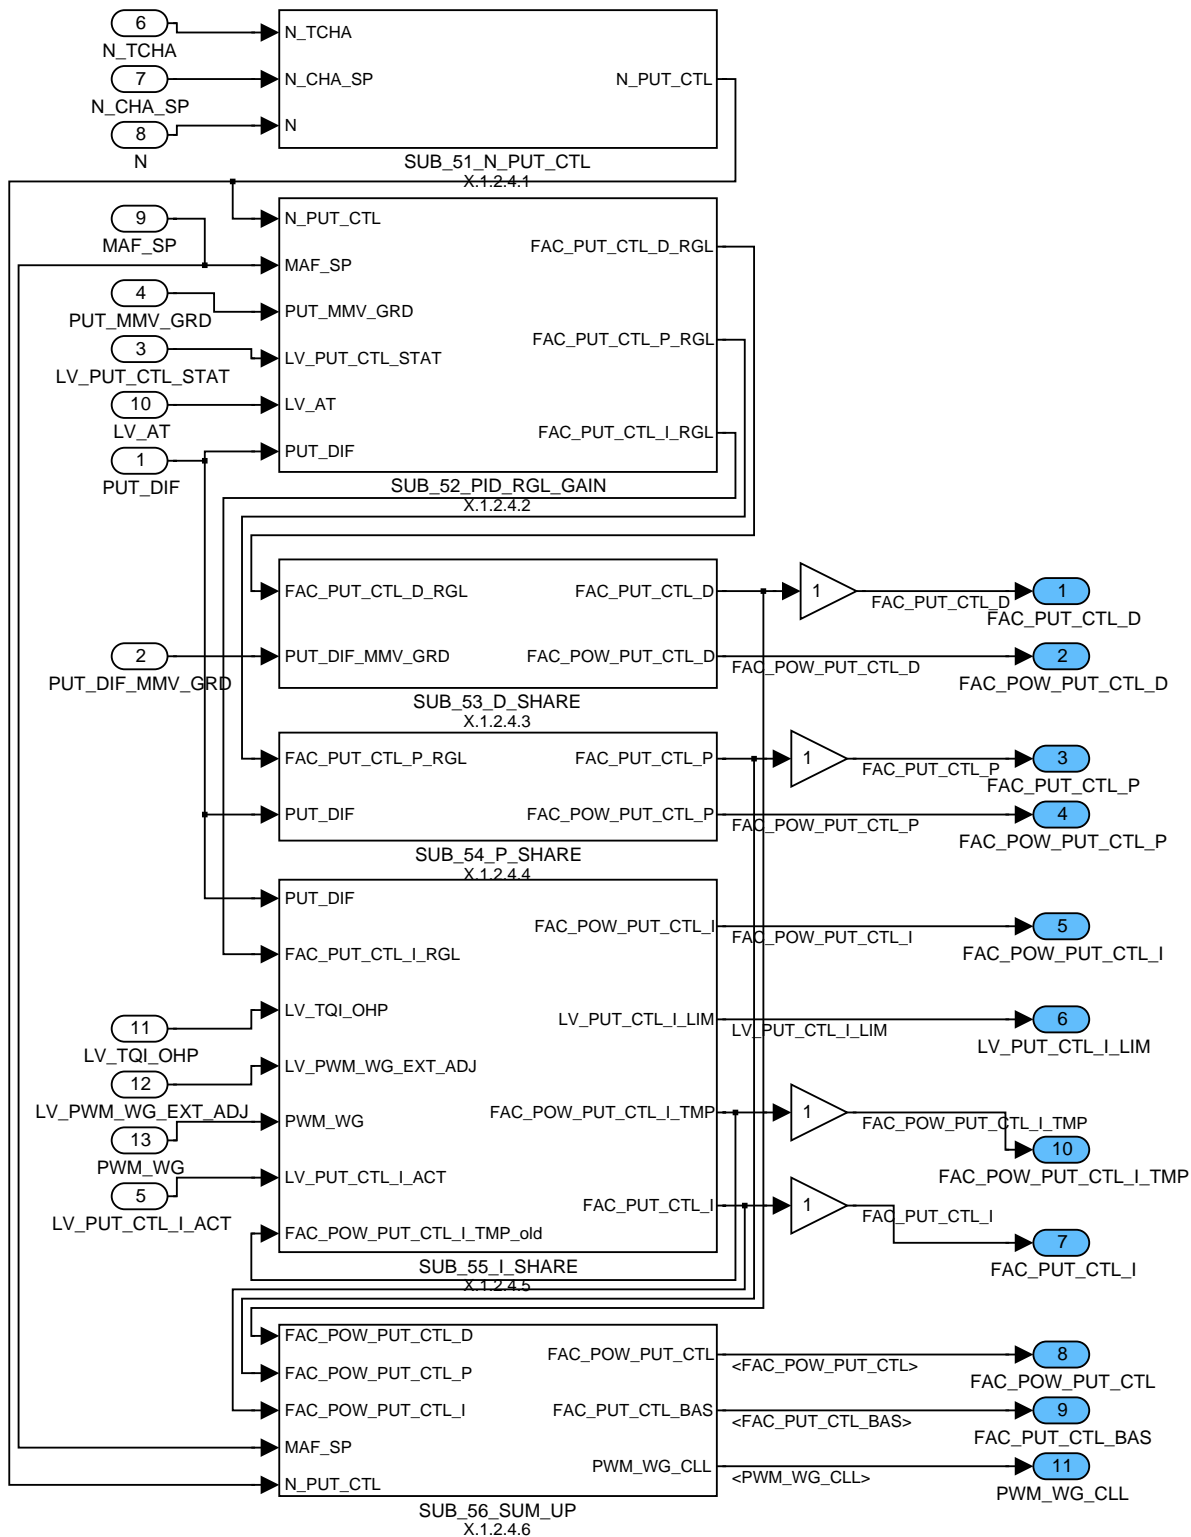 6
N_TCHA
7
N_CHA_SP
8
N
N_TCHA
N_CHA_SP
N
N_PUT_CTL
SUB_51_N_PUT_CTL
X.1.2.4.1
9
MAF_SP
4
PUT_MMV_GRD
3
LV_PUT_CTL_STAT
10
LV_AT
1
PUT_DIF
N_PUT_CTL
MAF_SP
PUT_MMV_GRD
LV_PUT_CTL_STAT
LV_AT
PUT_DIF
FAC_PUT_CTL_D_RGL
FAC_PUT_CTL_P_RGL
FAC_PUT_CTL_I_RGL
SUB_52_PID_RGL_GAIN
X.1.2.4.2
2
PUT_DIF_MMV_GRD
FAC_PUT_CTL_D_RGL
PUT_DIF_MMV_GRD
FAC_PUT_CTL_D
FAC_POW_PUT_CTL_D
SUB_53_D_SHARE
X.1.2.4.3
1
FAC_PUT_CTL_D
1
FAC_PUT_CTL_D
FAC_POW_PUT_CTL_D
2
FAC_POW_PUT_CTL_D
FAC_PUT_CTL_P_RGL
PUT_DIF
FAC_PUT_CTL_P
FAC_POW_PUT_CTL_P
SUB_54_P_SHARE
X.1.2.4.4
1
FAC_PUT_CTL_P
3
FAC_PUT_CTL_P
FAC_POW_PUT_CTL_P
4
FAC_POW_PUT_CTL_P
11
LV_TQI_OHP
12
LV_PWM_WG_EXT_ADJ
13
PWM_WG
5
LV_PUT_CTL_I_ACT
PUT_DIF
FAC_PUT_CTL_I_RGL
LV_TQI_OHP
LV_PWM_WG_EXT_ADJ
PWM_WG
LV_PUT_CTL_I_ACT
FAC_POW_PUT_CTL_I_TMP_old
FAC_POW_PUT_CTL_I
LV_PUT_CTL_I_LIM
FAC_POW_PUT_CTL_I_TMP
FAC_PUT_CTL_I
SUB_55_I_SHARE
X.1.2.4.5
FAC_POW_PUT_CTL_I
5
FAC_POW_PUT_CTL_I
LV_PUT_CTL_I_LIM
6
LV_PUT_CTL_I_LIM
1
FAC_POW_PUT_CTL_I_TMP
10
FAC_POW_PUT_CTL_I_TMP
1
FAC_PUT_CTL_I
7
FAC_PUT_CTL_I
FAC_POW_PUT_CTL_D
FAC_POW_PUT_CTL_P
FAC_POW_PUT_CTL_I
MAF_SP
N_PUT_CTL
FAC_POW_PUT_CTL
FAC_PUT_CTL_BAS
PWM_WG_CLL
SUB_56_SUM_UP
X.1.2.4.6
<FAC_POW_PUT_CTL>
8
FAC_POW_PUT_CTL
<FAC_PUT_CTL_BAS>
9
FAC_PUT_CTL_BAS
<PWM_WG_CLL>
11
PWM_WG_CLL